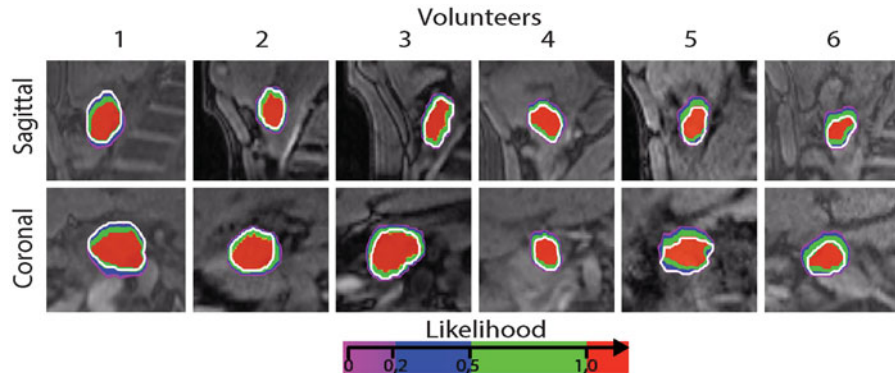 Volunteers
1 2 3 4 5 6
Sagittal
Coronal
Likelihood
0 0,2 0,5 1,0